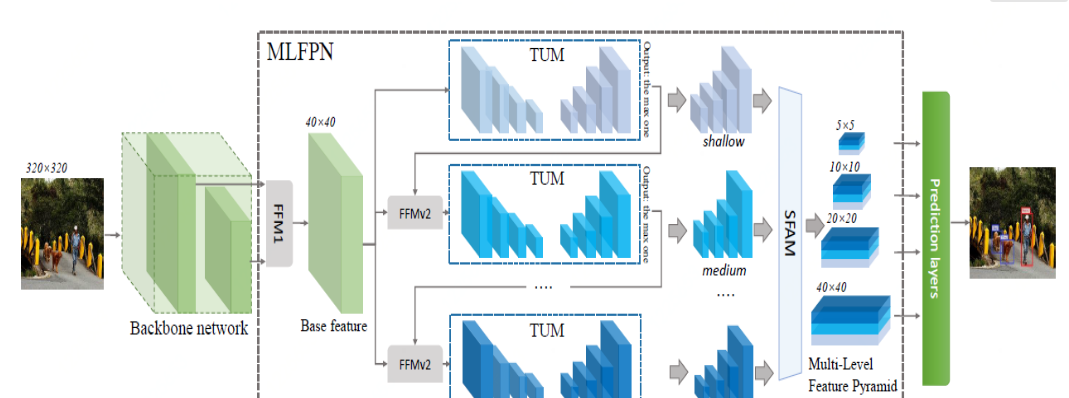 MLFPN
TUM
Output: the max one
40×40
5×5
shallow
320×320
10×10
TUM
Output: the max one
FFM1
FFMv2
SFAM
20×20
Prediction layers
medium
....
....
40×40
Backbone network
Base feature
TUM
FFMv2
Multi-Level
Feature Pyramid